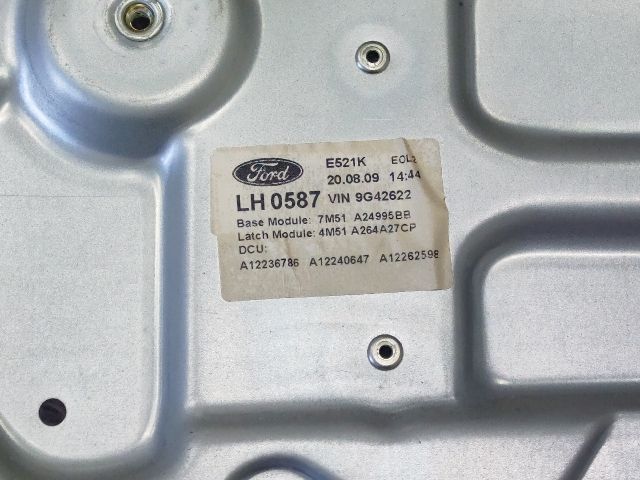 Ford E521K EOL2
20.08.09 14:44
LH 0587 VIN 9G42622
Base Module: 7M51 A24995BB
Latch Module: 4M51 A264A27CP
DCU:
A12236786 A12240647 A12262598